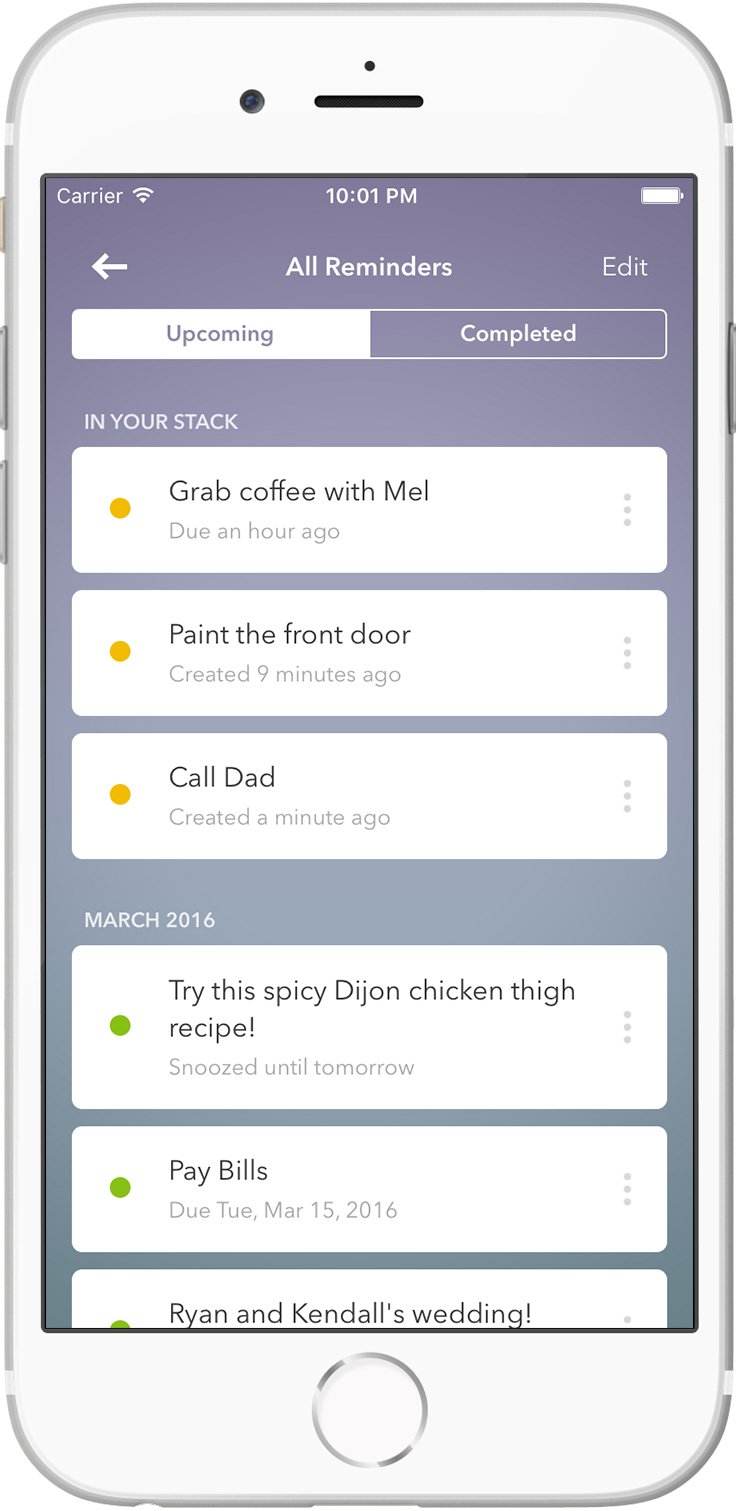 Carrier 10:01 PM
All Reminders Edit
Upcoming Completed
IN YOUR STACK
Grab coffee with Mel
Due an hour ago
Paint the front door
Created 9 minutes ago
Call Dad
Created a minute ago
MARCH 2016
Try this spicy Dijon chicken thigh
recipe!
Snoozed until tomorrow
Pay Bills
Due Tue, Mar 15, 2016
Ryan and Kendall's wedding!